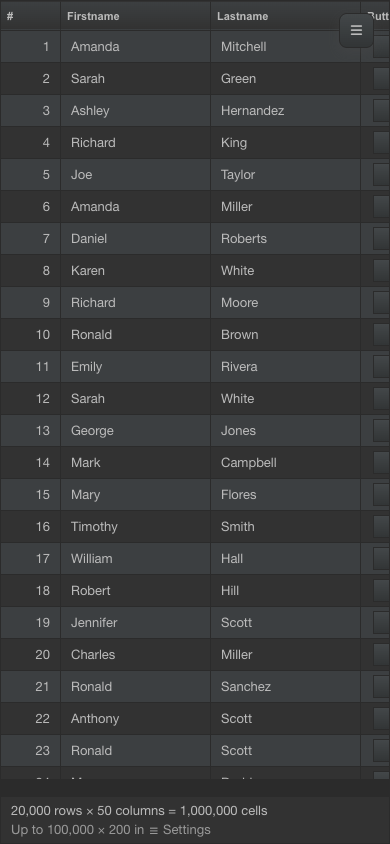 # Firstname Lastname Butt
1 Amanda Mitchell
2 Sarah Green
3 Ashley Hernandez
4 Richard King
5 Joe Taylor
6 Amanda Miller
7 Daniel Roberts
8 Karen White
9 Richard Moore
10 Ronald Brown
11 Emily Rivera
12 Sarah White
13 George Jones
14 Mark Campbell
15 Mary Flores
16 Timothy Smith
17 William Hall
18 Robert Hill
19 Jennifer Scott
20 Charles Miller
21 Ronald Sanchez
22 Anthony Scott
23 Ronald Scott
20,000 rows × 50 columns = 1,000,000 cells
Up to 100,000 × 200 in ≡ Settings